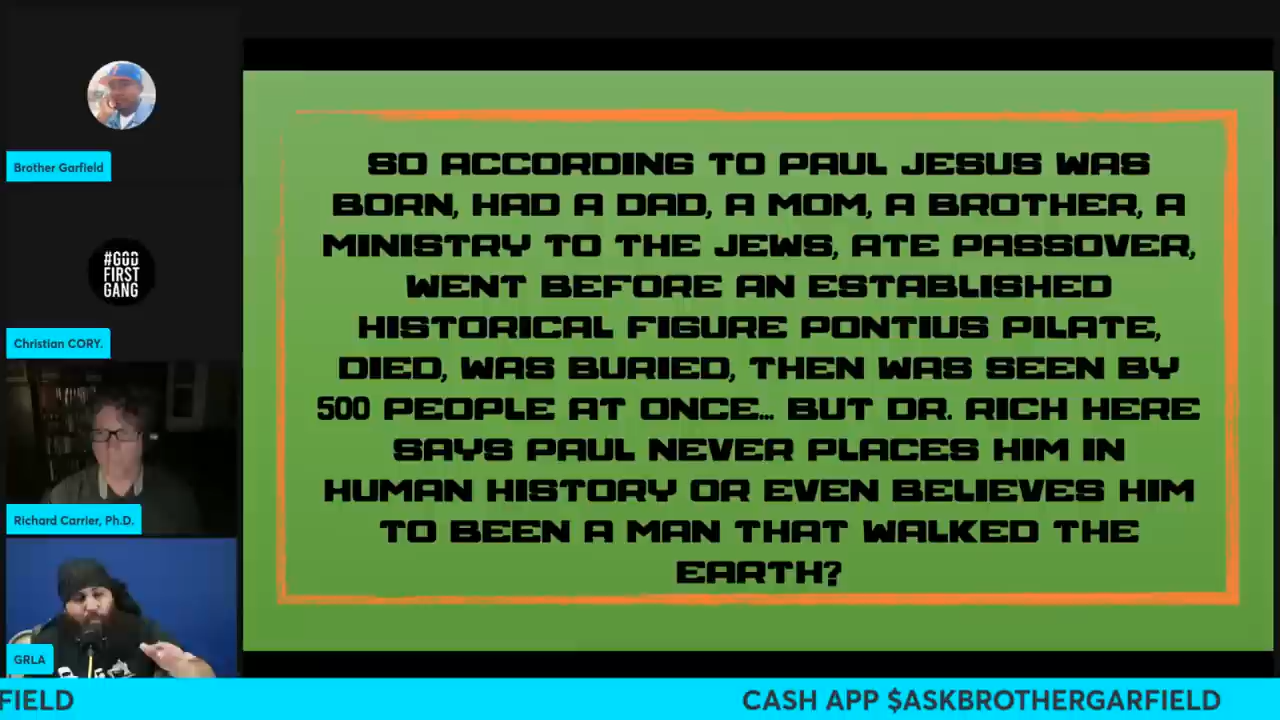 Brother Garfield
#GOD
FIRST
GANG
Christian CORY.
Richard Carrier, Ph.D.
GRLA
SO ACCORDING TO PAUL JESUS WAS
BORN, HAD A DAD, A MOM, A BROTHER, A
MINISTRY TO THE JEWS, ATE PASSOVER,
WENT BEFORE AN ESTABLISHED
HISTORICAL FIGURE PONTIUS PILATE,
DIED, WAS BURIED, THEN WAS SEEN BY
500 PEOPLE AT ONCE... BUT DR. RICH HERE
SAYS PAUL NEVER PLACES HIM IN
HUMAN HISTORY OR EVEN BELIEVES HIM
TO BEEN A MAN THAT WALKED THE
EARTH?
FIELD
CASH APP $ASKBROTHERGARFIELD